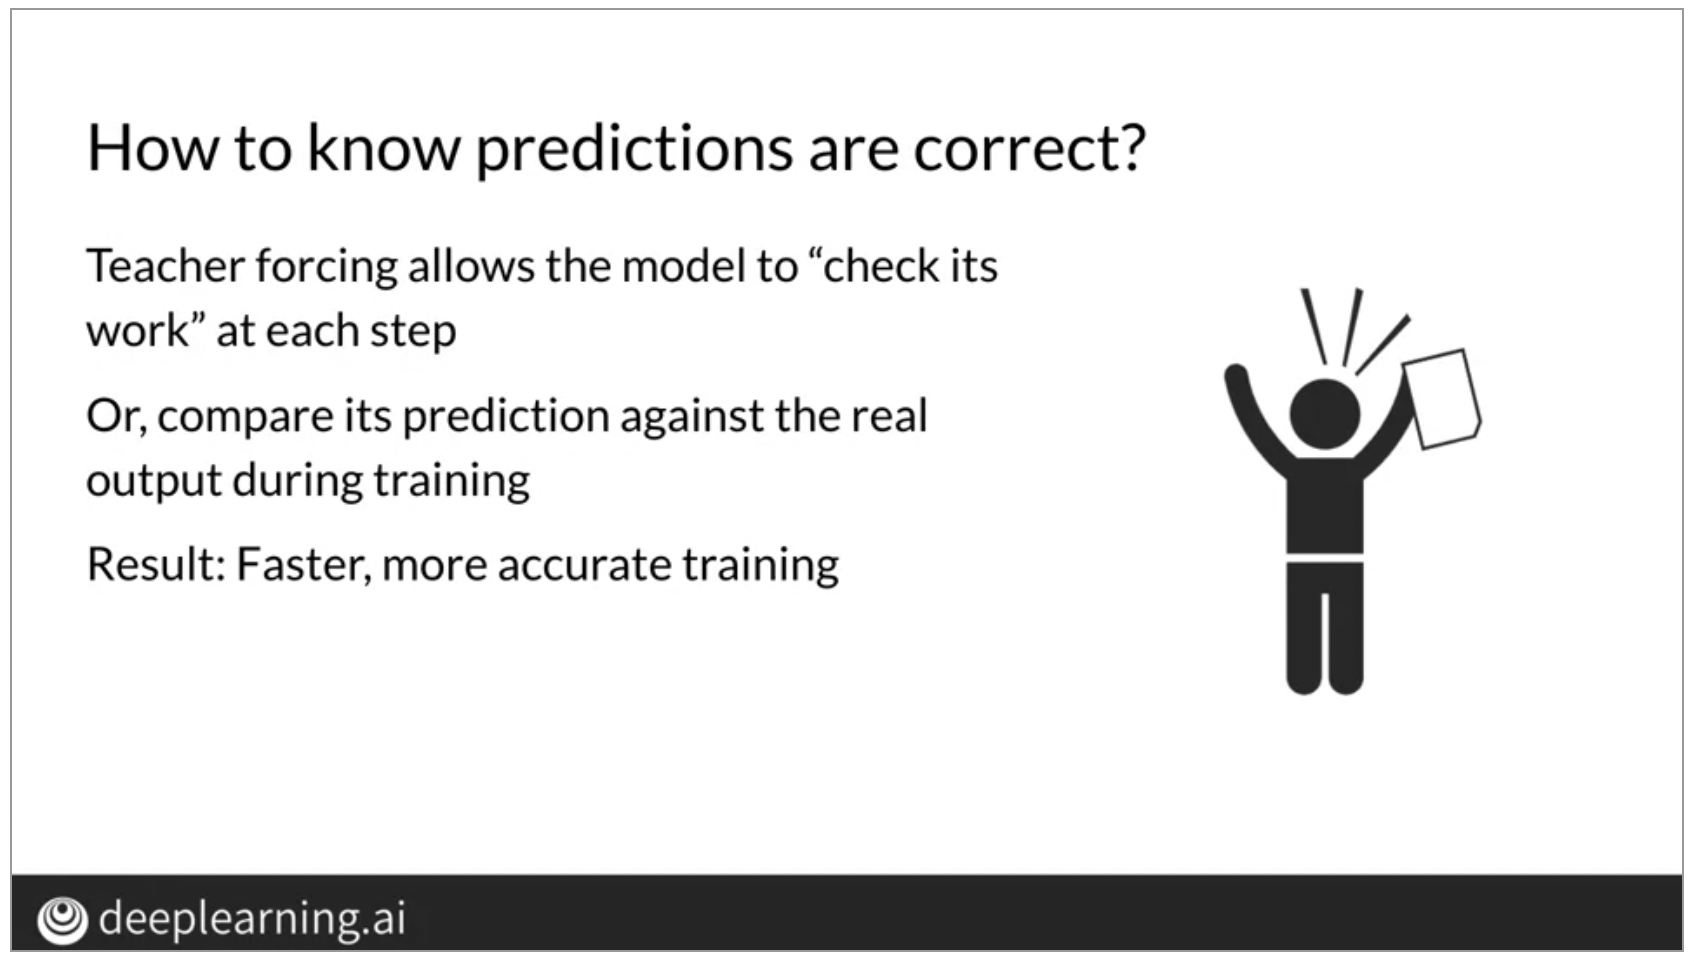 How to know predictions are correct?
Teacher forcing allows the model to “check its
work” at each step
Or, compare its prediction against the real
output during training
Result: Faster, more accurate training
deeplearning.ai